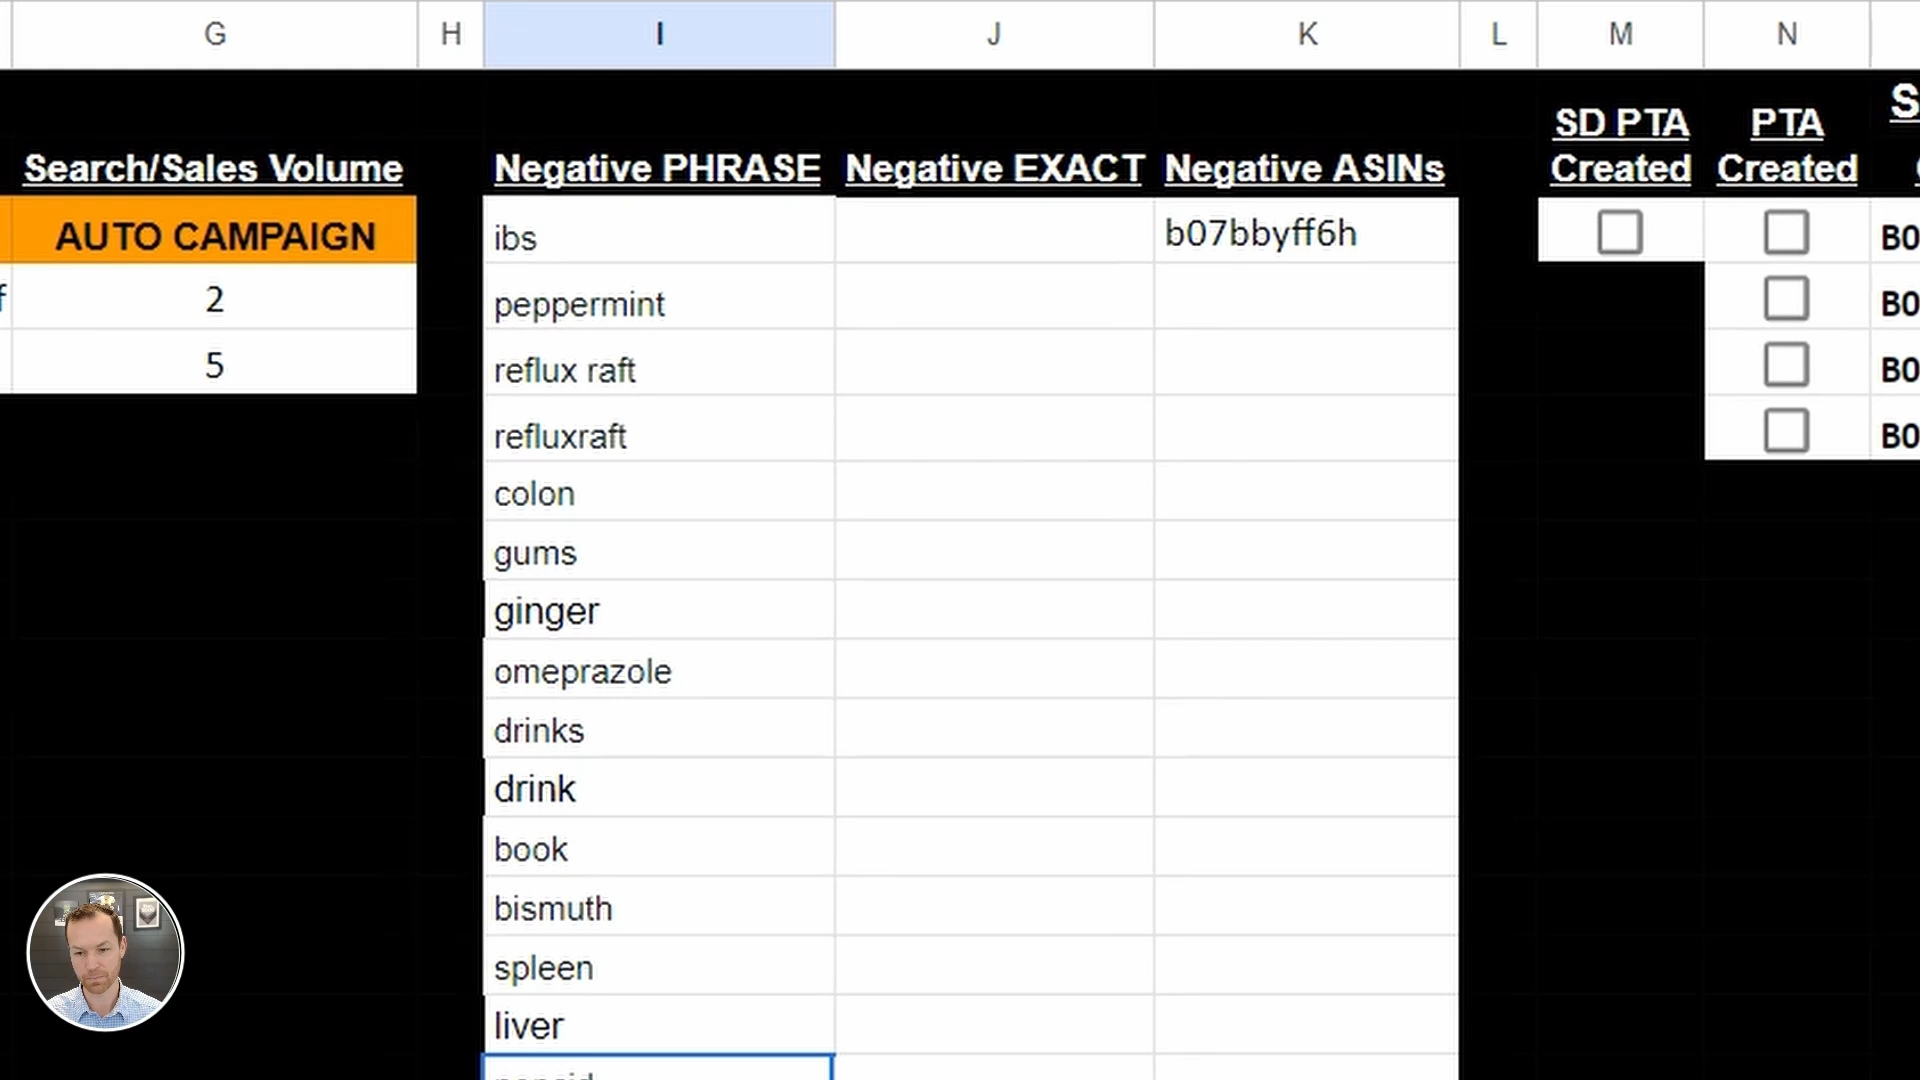 G H I J K L M N
SD PTA PTA
Search/Sales Volume Negative PHRASE Negative EXACT Negative ASINs Created Created
AUTO CAMPAIGN ibs b07bbyff6h B0
2 peppermint B0
5 reflux raft B0
refluxraft B0
colon
gums
ginger
omeprazole
drinks
drink
book
bismuth
spleen
liver